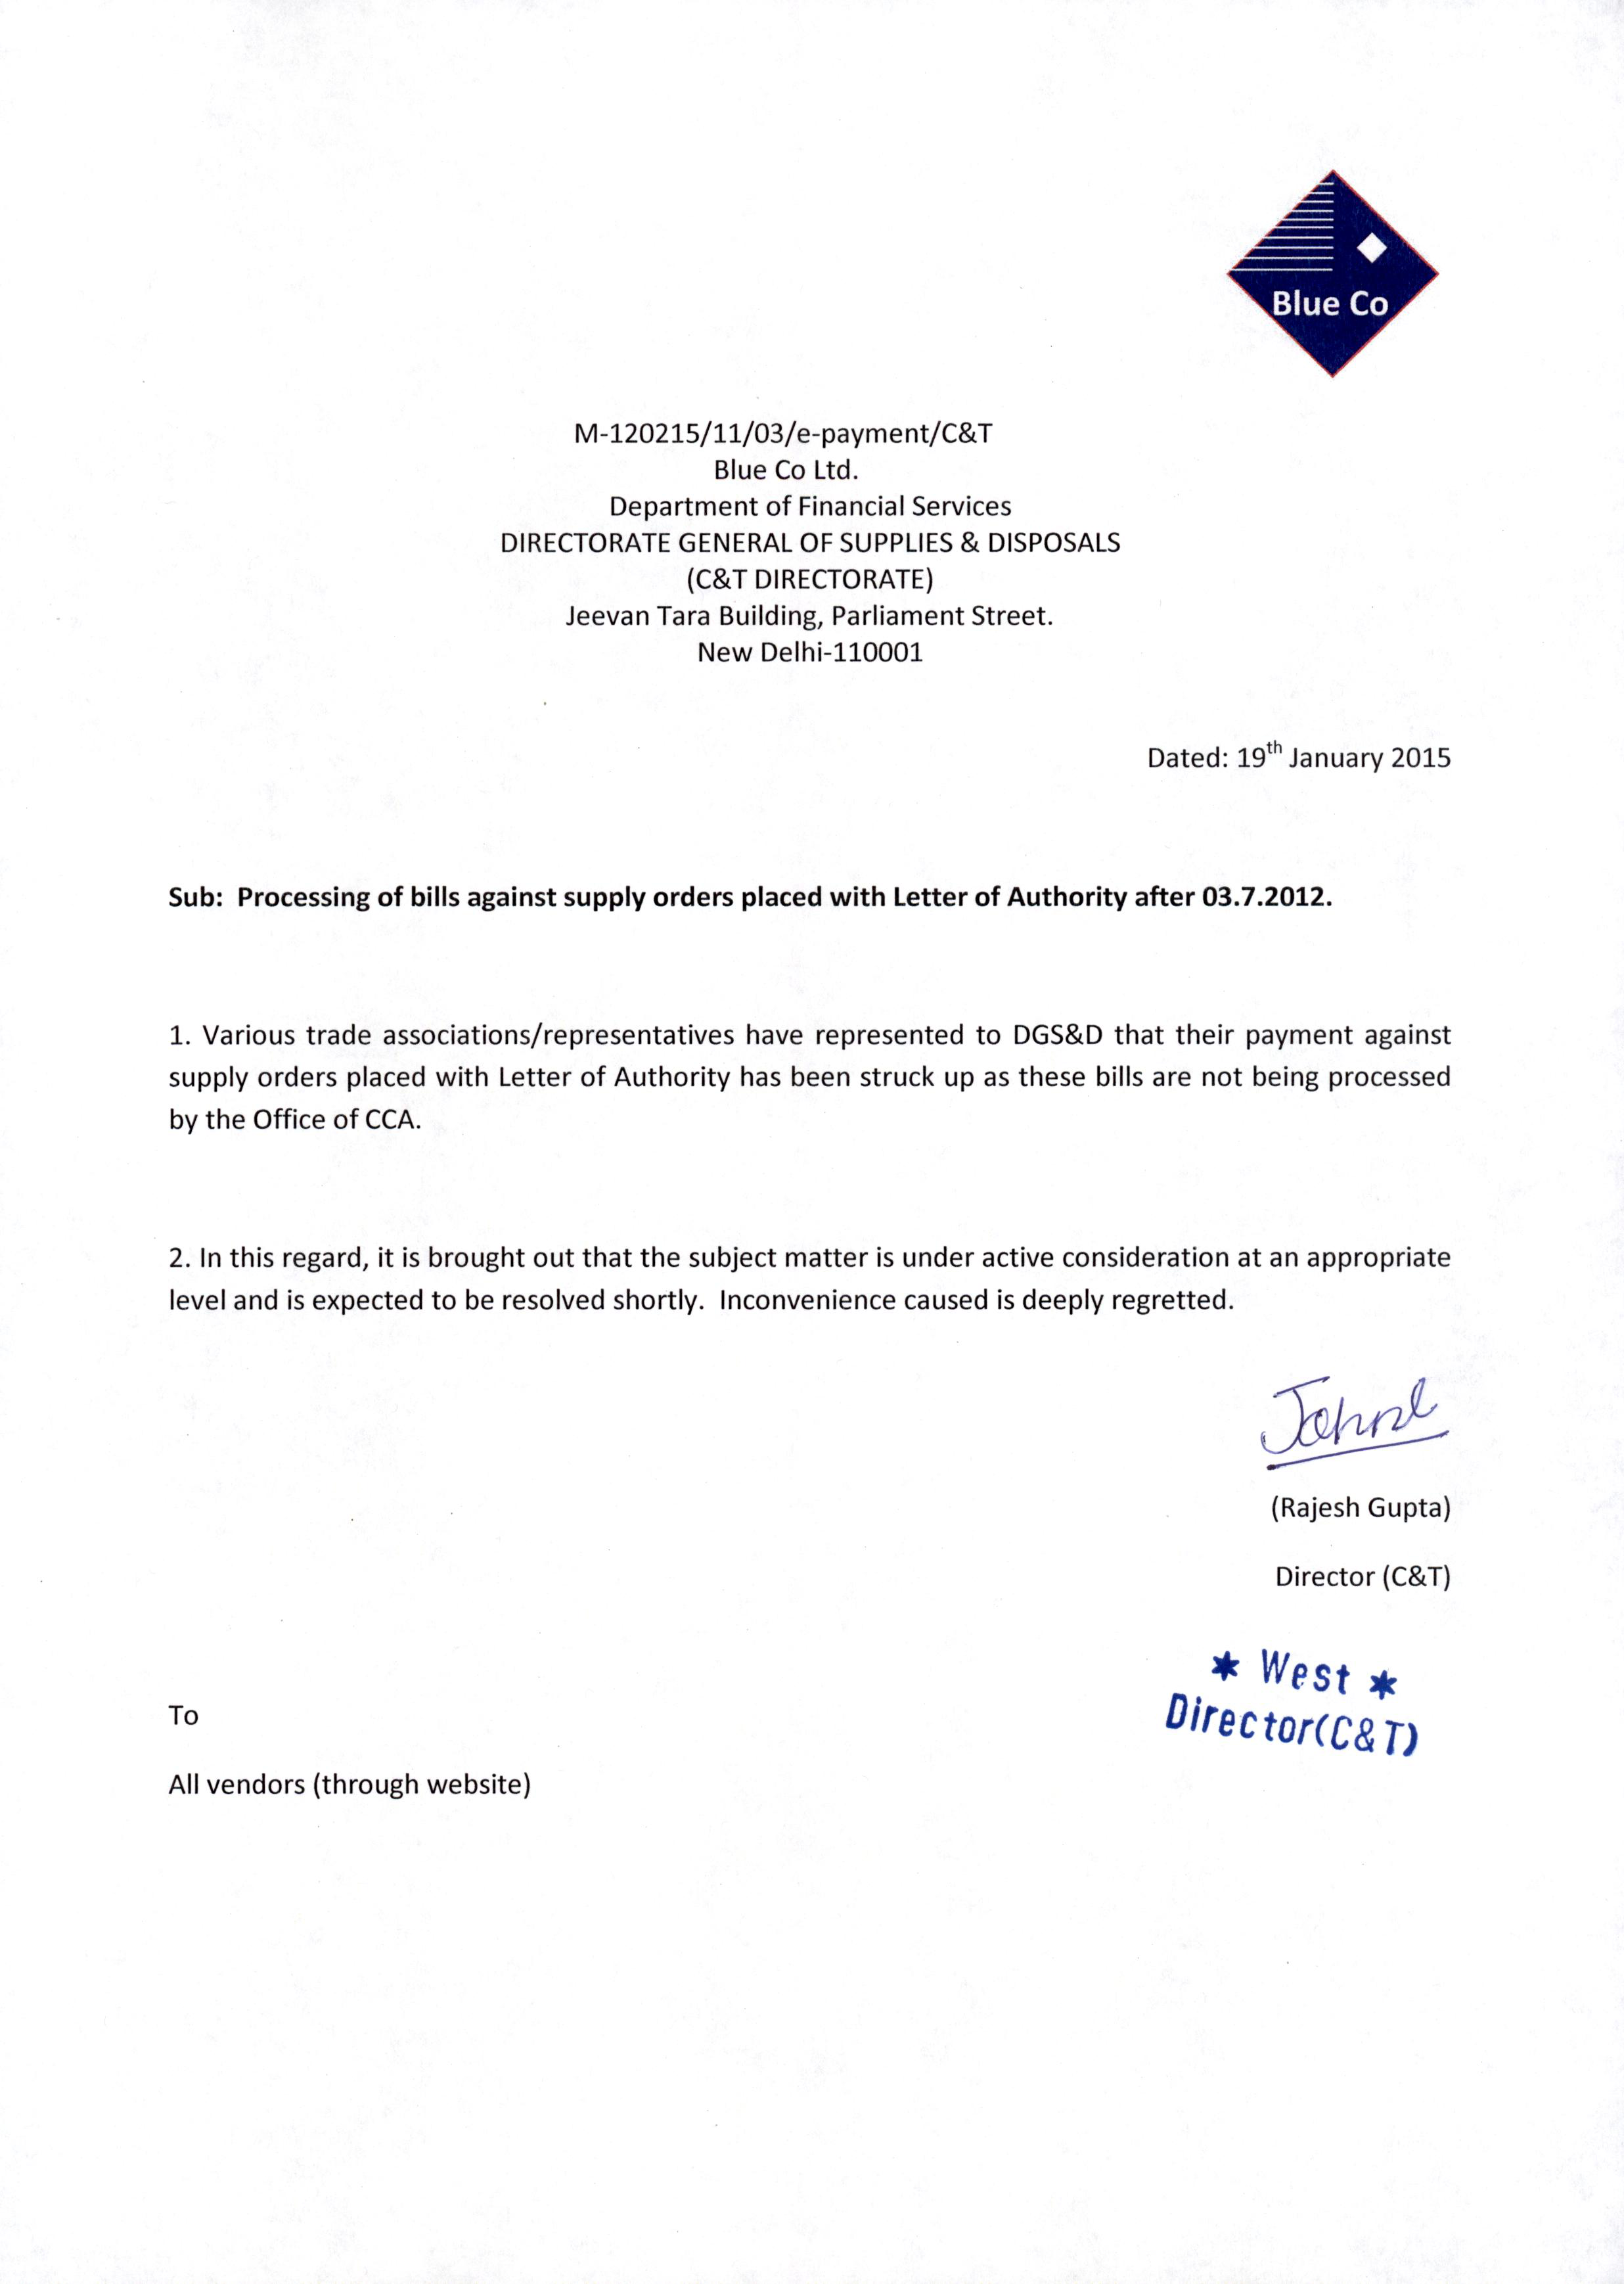 Blue Co
M-120215/11/03/e-payment/C&T
Blue Co Ltd.
Department of Financial Services
DIRECTORATE GENERAL OF SUPPLIES & DISPOSALS
(C&T DIRECTORATE)
Jeevan Tara Building, Parliament Street.
New Delhi-110001
Dated: 19th January 2015
Sub: Processing of bills against supply orders placed with Letter of Authority after 03.7.2012.
1. Various trade associations/representatives have represented to DGS&D that their payment against
supply orders placed with Letter of Authority has been struck up as these bills are not being processed
by the Office of CCA.
2. In this regard, it is brought out that the subject matter is under active consideration at an appropriate
level and is expected to be resolved shortly. Inconvenience caused is deeply regretted.
(Rajesh Gupta)
Director (C&T)
* West *
Director(C&T)
To
All vendors (through website)